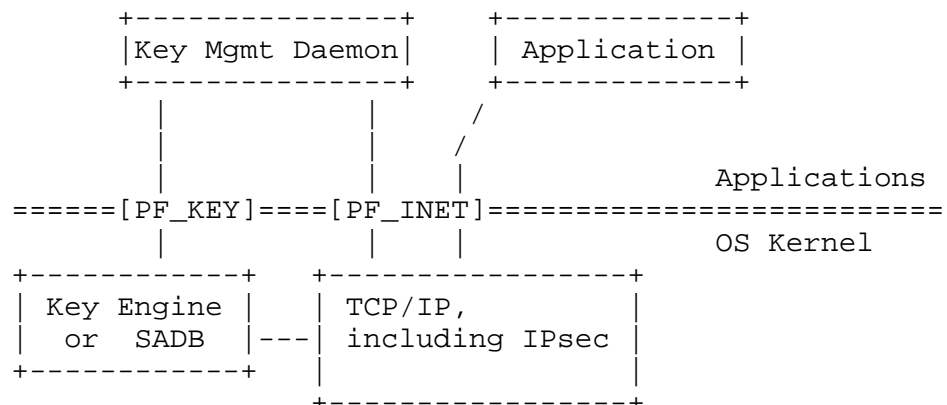 +---------------+ +-------------+
|Key Mgmt Daemon| | Application |
+---------------+ +-------------+
| | /
| | /
| | | Applications
======[PF_KEY]====[PF_INET]==========================
| | | OS Kernel
+------------+ +-----------------+
| Key Engine | | TCP/IP, |
| or SADB |---| including IPsec |
+------------+ | |
+-----------------+